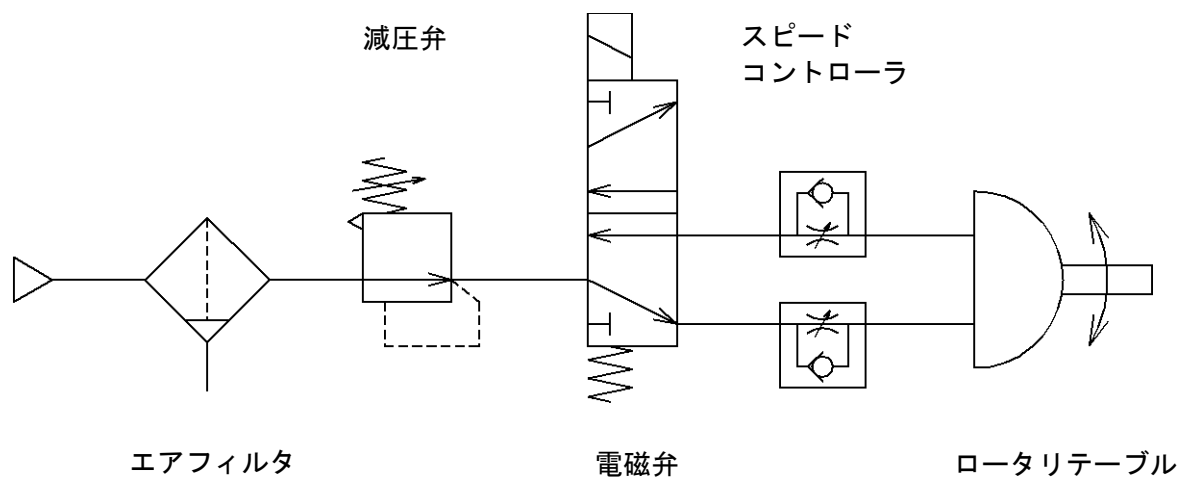 減圧弁
スピード
コントローラ
エアフィルタ
電磁弁
ロータリテーブル